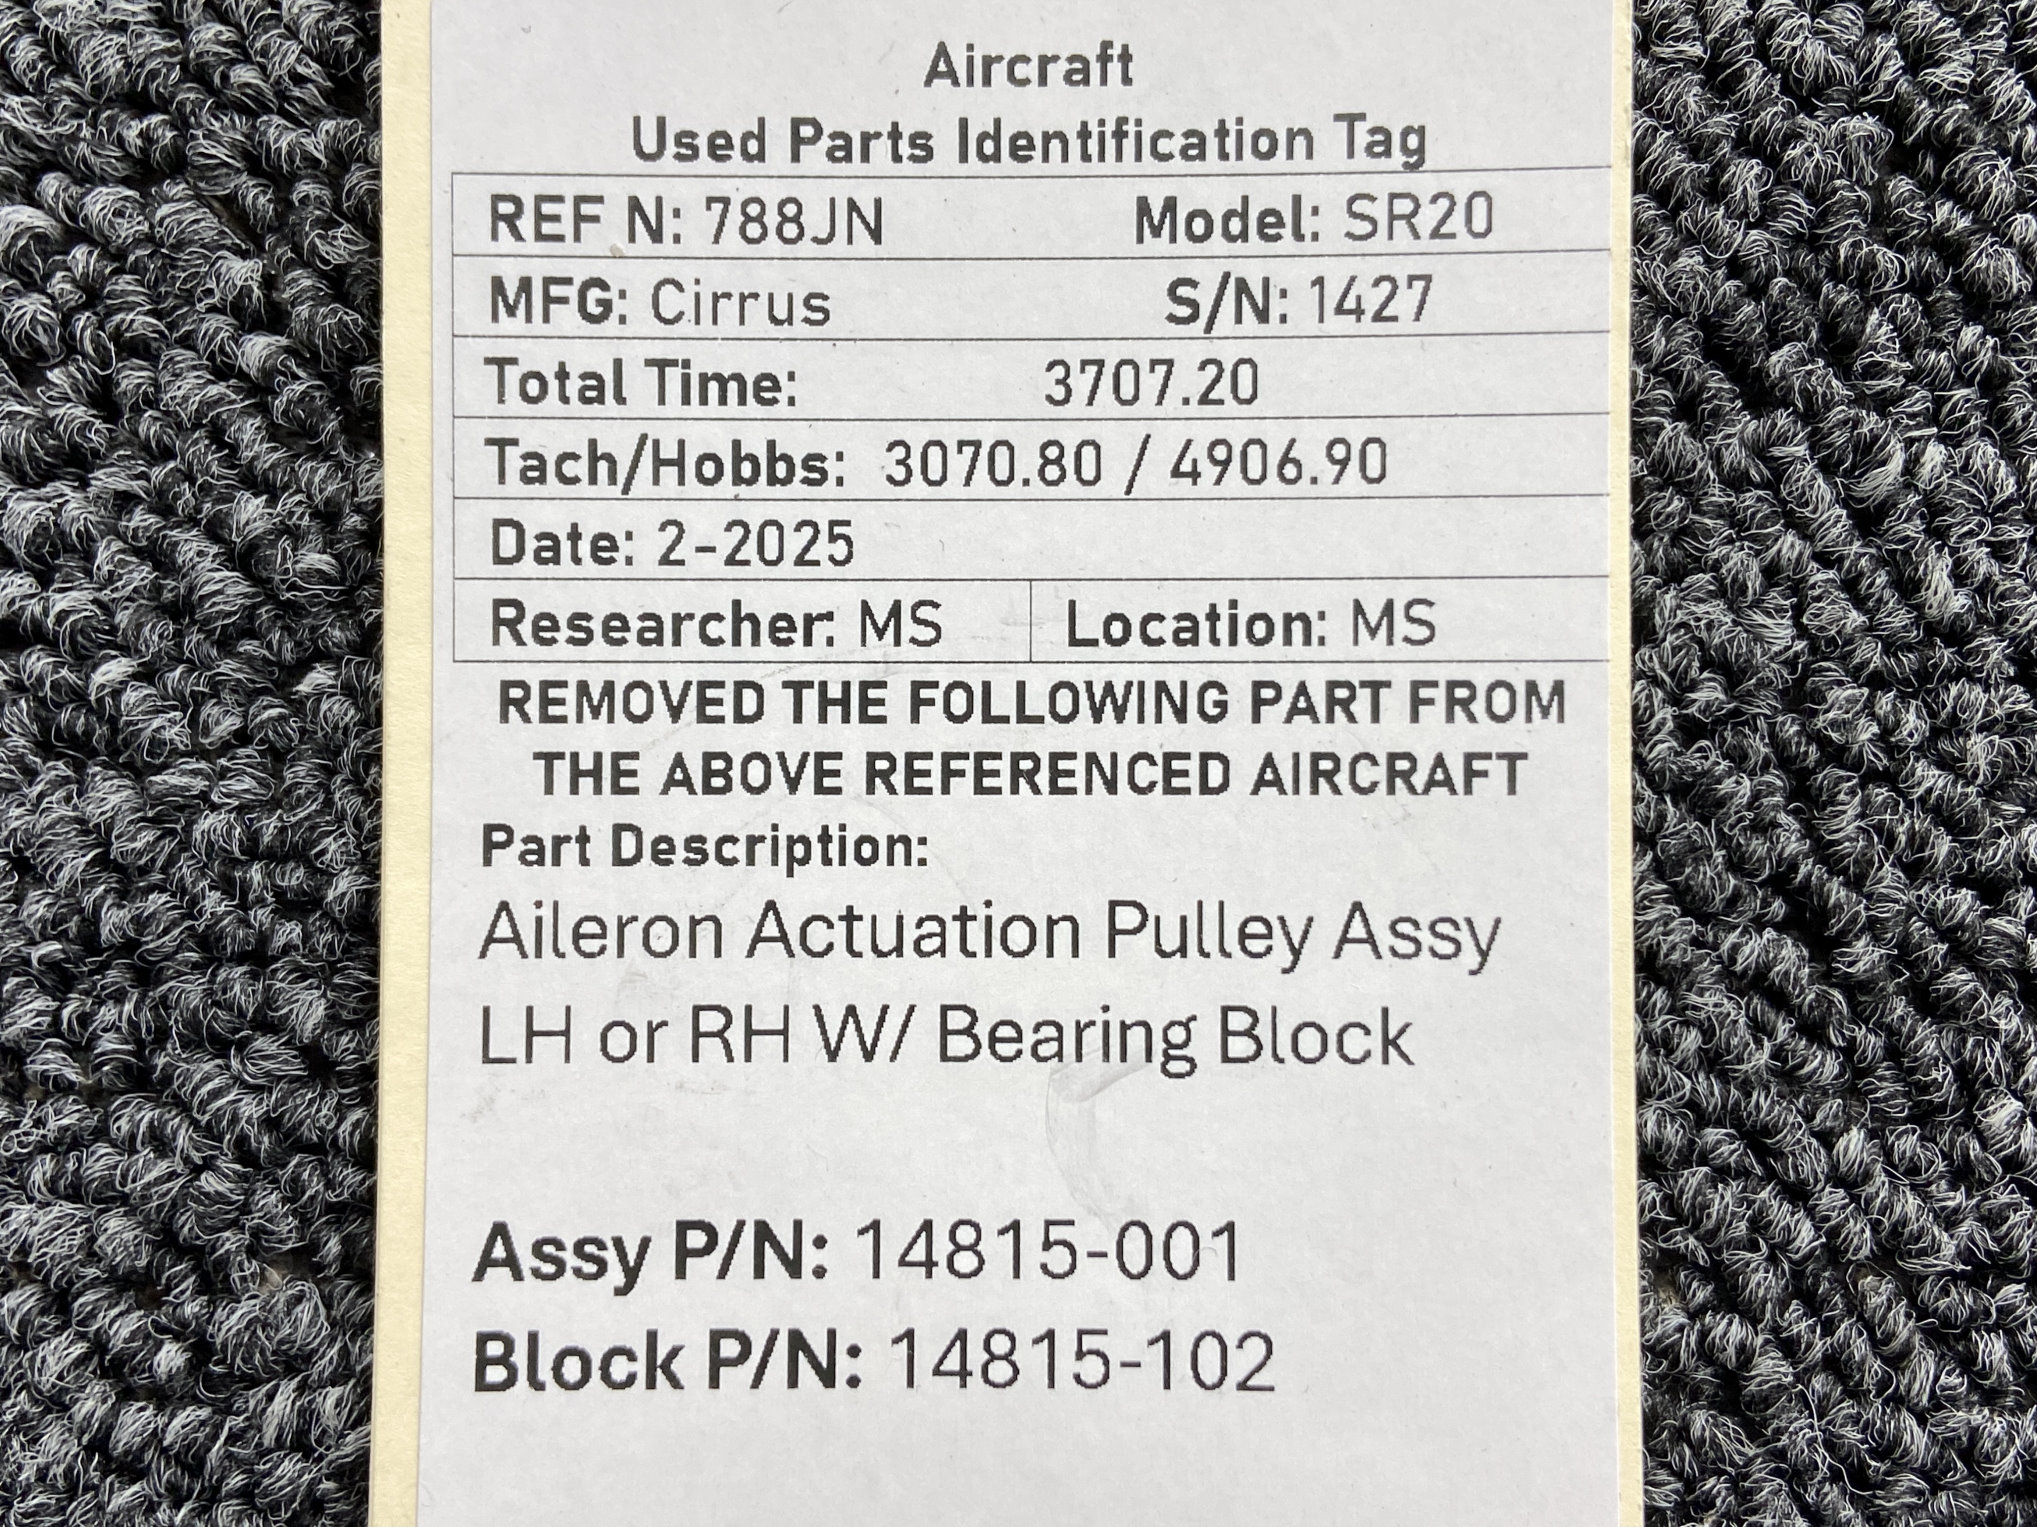 Aircraft
Used Parts Identification Tag
REF N: 788JN Model: SR20
MFG: Cirrus S/N: 1427
Total Time: 3707.20
Tach/Hobbs: 3070.80 / 4906.90
Date: 2-2025
Researcher: MS Location: MS
REMOVED THE FOLLOWING PART FROM
THE ABOVE REFERENCED AIRCRAFT
Part Description:
Aileron Actuation Pulley Assy
LH or RH W/ Bearing Block
Assy P/N: 14815-001
Block P/N: 14815-102